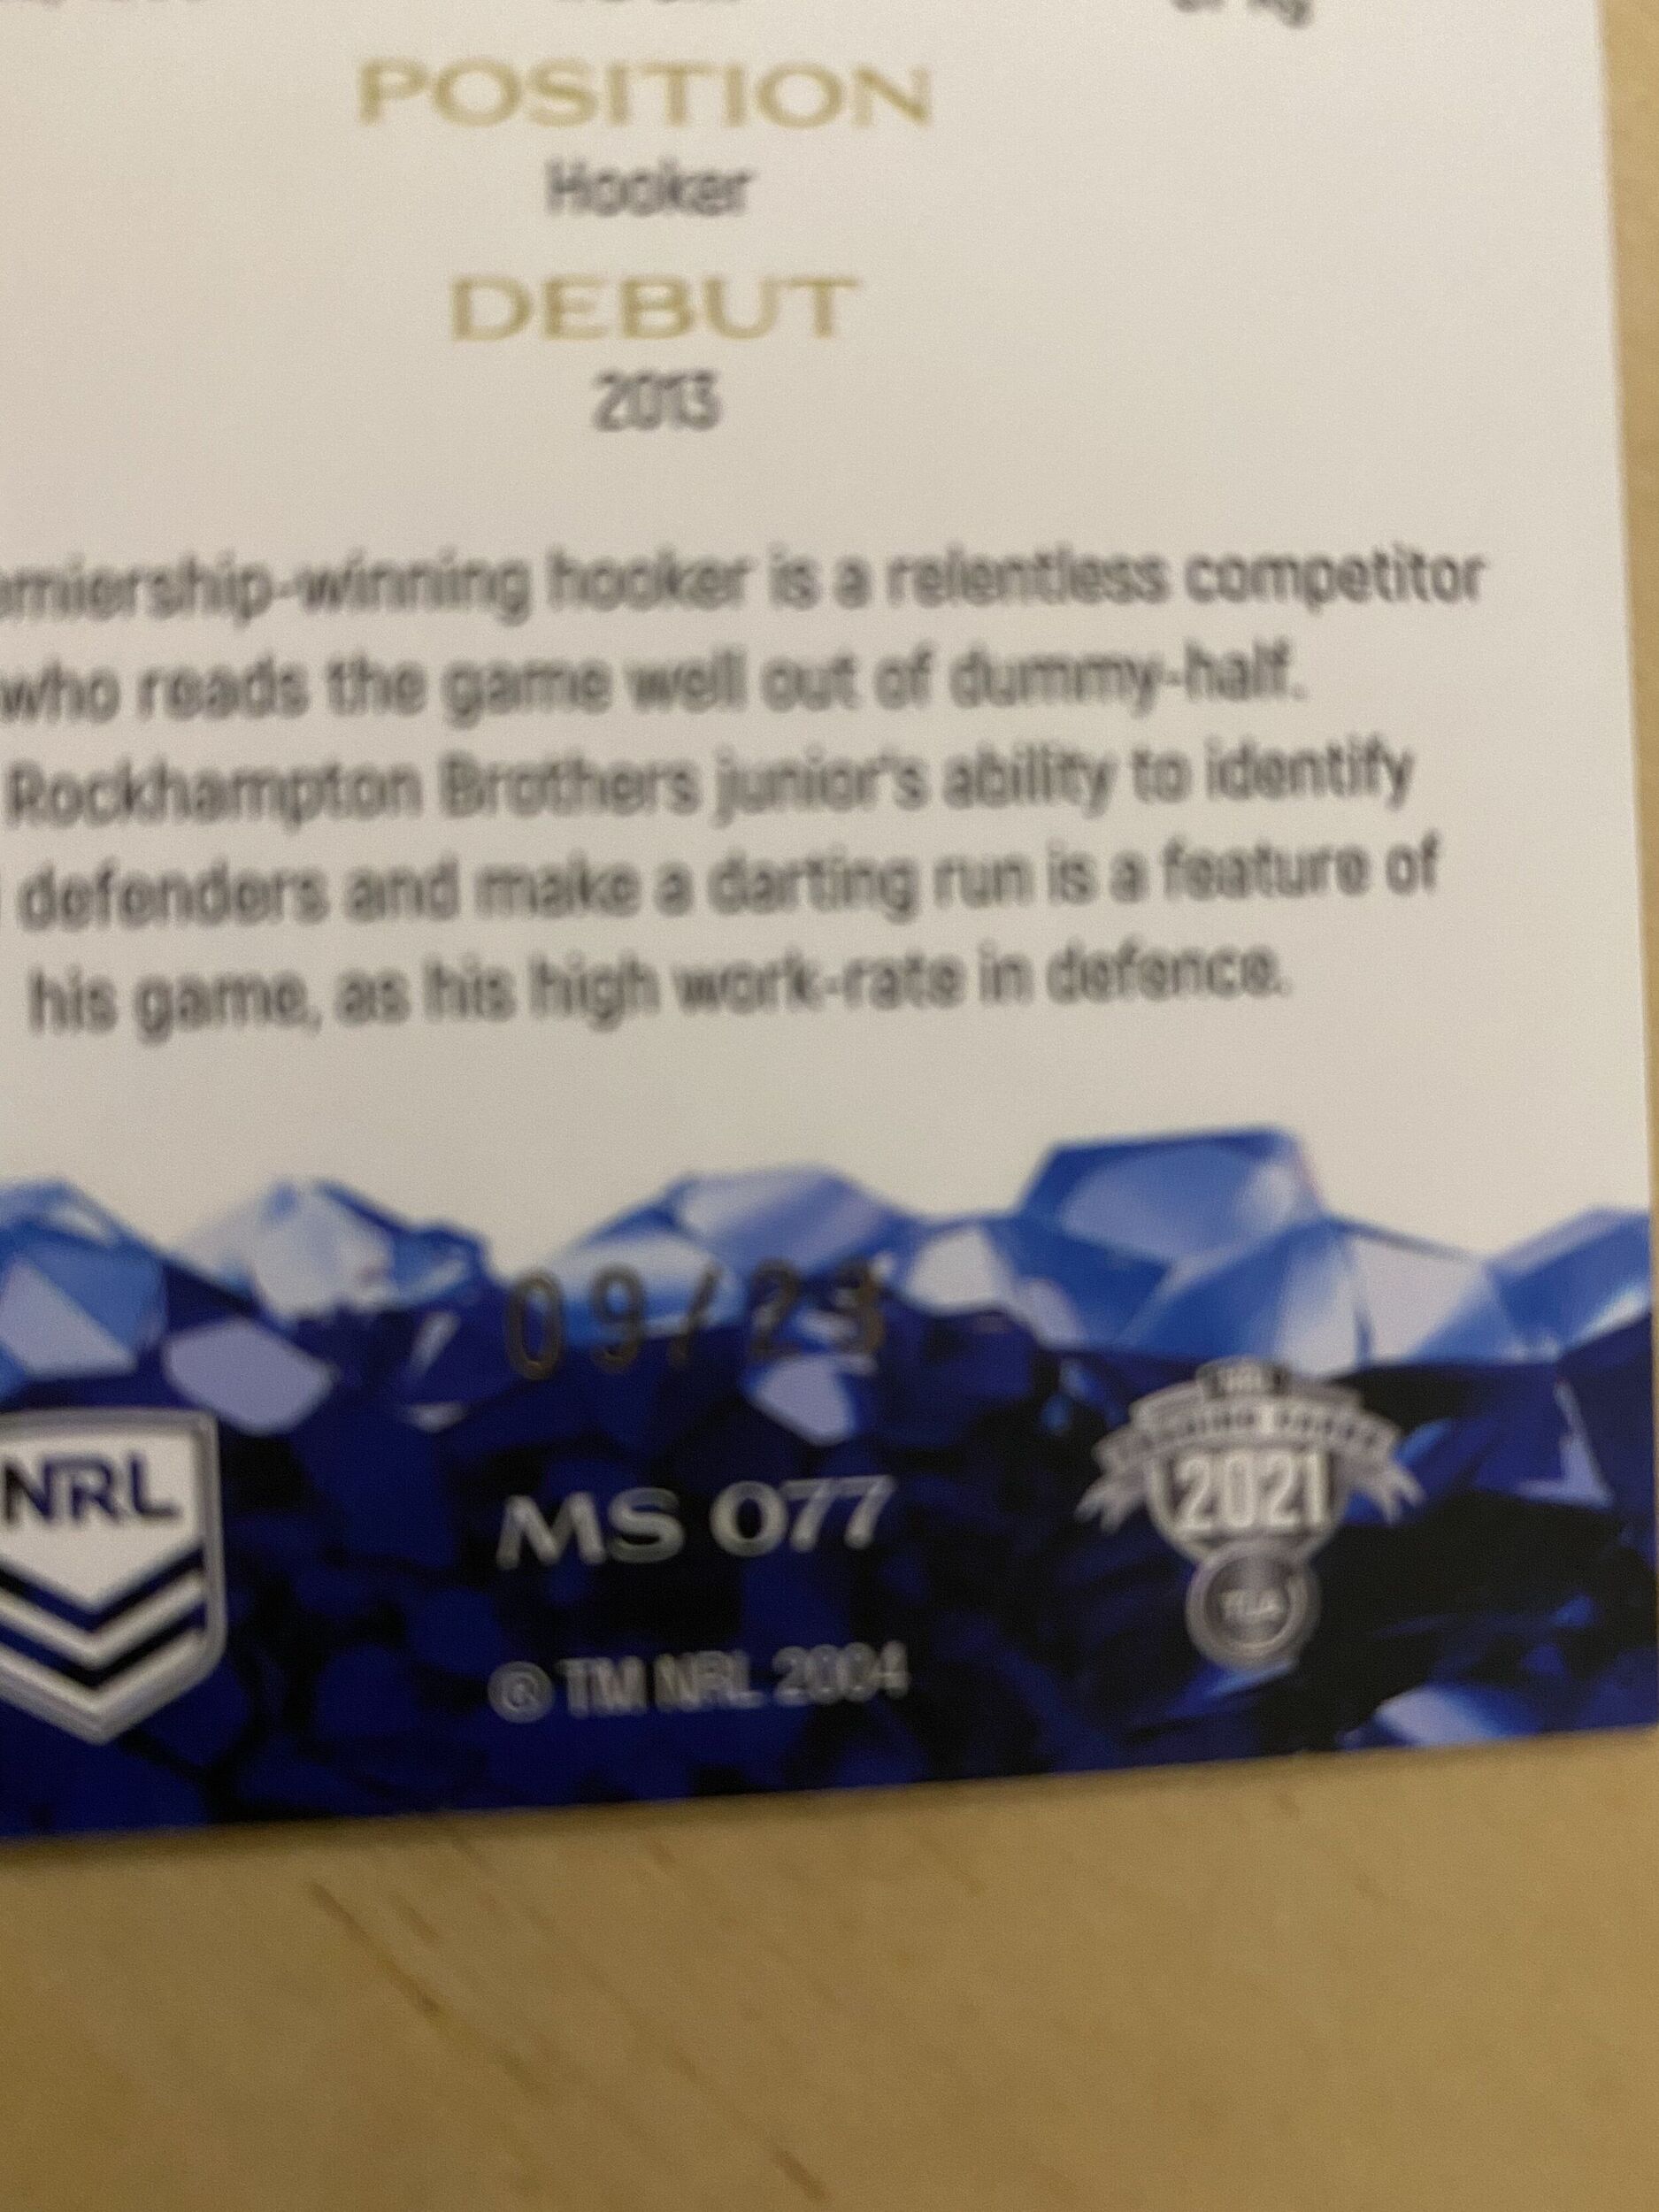 POSITION
Hooker
DEBUT
2013
emiership-winning hooker is a relentless competitor
who reads the game well out of dummy-half.
Rockhampton Brothers junior's ability to identify
defenders and make a darting run is a feature of
his game, as his high work-rate in defence.
09/23
NRL
MS 077
2021
TLA
® TM NRL 2004